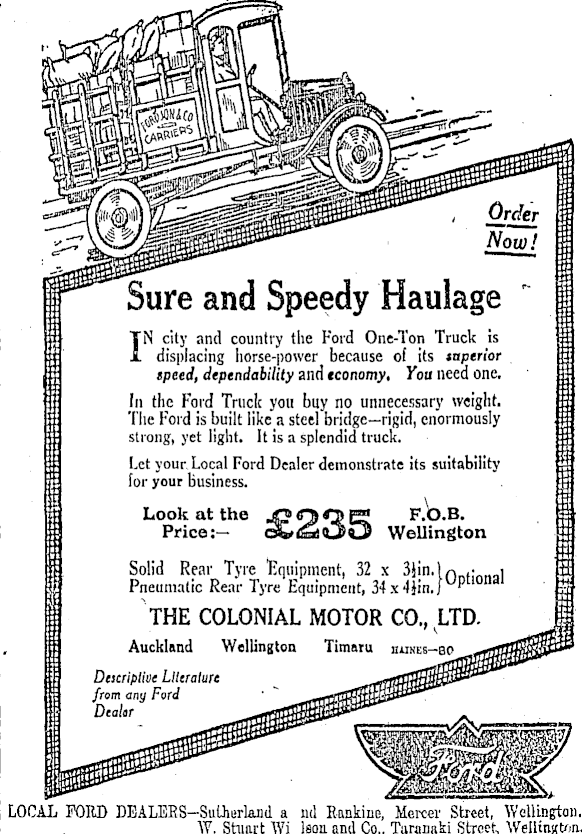 FORDSON & CO
CARRIERS
Order
Now!
Sure and Speedy Haulage
IN city and country the Ford One-Ton Truck is
displacing horse-power because of its superior
speed, dependability and economy. You need one.
In the Ford Truck you buy no unnecessary weight.
The Ford is built like a steel bridge—rigid, enormously
strong, yet light. It is a splendid truck.
Let your Local Ford Dealer demonstrate its suitability
for your business.
Look at the
Price:—
£235
F.O.B.
Wellington
Solid Rear Tyre Equipment, 32 x 3½in.
Pneumatic Rear Tyre Equipment, 34 x 4½in.
} Optional
THE COLONIAL MOTOR CO., LTD.
Auckland Wellington Timaru HAINES—80
Descriptive Literature
from any Ford
Dealer
Ford
LOCAL FORD DEALERS—Sutherland a nd Rankine, Mercer Street, Wellington.
W. Stuart Wi lson and Co., Taranaki Street, Wellington.